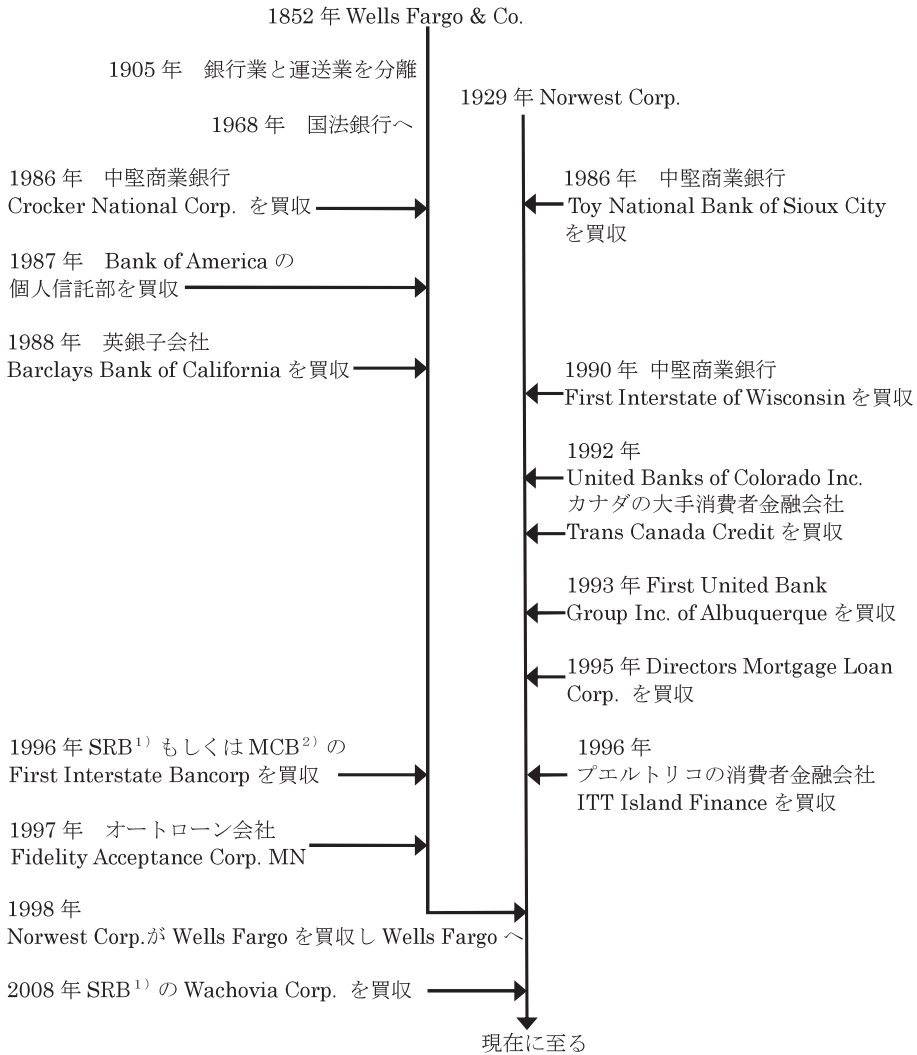 1852 年 Wells Fargo & Co.
1905 年　銀行業と運送業を分離
1929 年 Norwest Corp.
1968 年　国法銀行へ
1986 年　中堅商業銀行
Crocker National Corp. を買収
1986 年　中堅商業銀行
Toy National Bank of Sioux City
を買収
1987 年　Bank of America の
個人信託部を買収
1988 年　英銀子会社
Barclays Bank of California を買収
1990 年 中堅商業銀行
First Interstate of Wisconsin を買収
1992 年
United Banks of Colorado Inc.
カナダの大手消費者金融会社
Trans Canada Credit を買収
1993 年 First United Bank
Group Inc. of Albuquerque を買収
1995 年 Directors Mortgage Loan
Corp. を買収
1996 年 SRB¹⁾ もしくは MCB²⁾ の
First Interstate Bancorp を買収
1996 年
プエルトリコの消費者金融会社
ITT Island Finance を買収
1997 年　オートローン会社
Fidelity Acceptance Corp. MN
1998 年
Norwest Corp.が Wells Fargo を買収し Wells Fargo へ
2008 年 SRB¹⁾ の Wachovia Corp. を買収
現在に至る